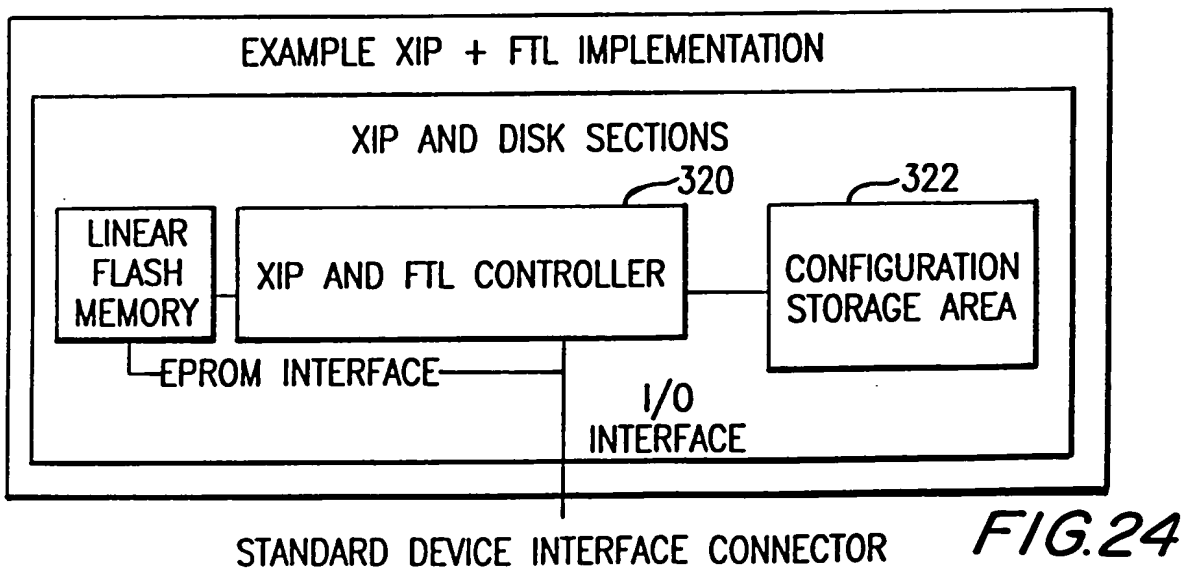 EXAMPLE XIP + FTL IMPLEMENTATION
XIP AND DISK SECTIONS
320
322
LINEAR
FLASH
MEMORY
XIP AND FTL CONTROLLER
CONFIGURATION
STORAGE AREA
EPROM INTERFACE
I/O
INTERFACE
STANDARD DEVICE INTERFACE CONNECTOR
FIG.24